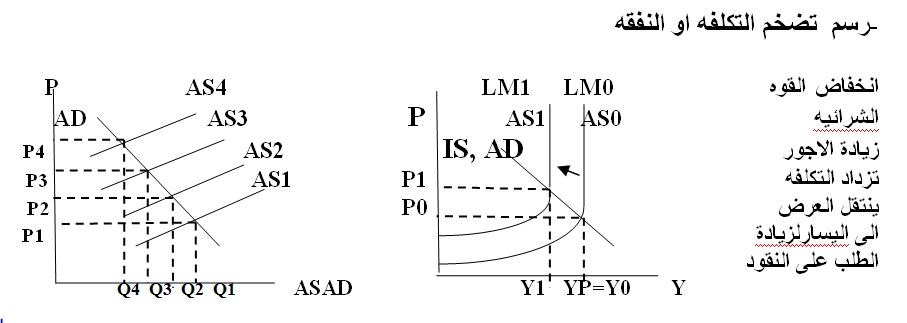 -رسم تضخم التكلفه او النفقه
P AS4
AD AS3
AS2
AS1
P4
P3
P2
P1
Q4 Q3 Q2 Q1 ASAD
LM1 LM0
P AS1 AS0
IS, AD
P1
P0
Y1 YP=Y0 Y
انخفاض القوه
الشرائيه
زيادة الاجور
تزداد التكلفه
ينتقل العرض
الى اليسارلزيادة
الطلب على النقود